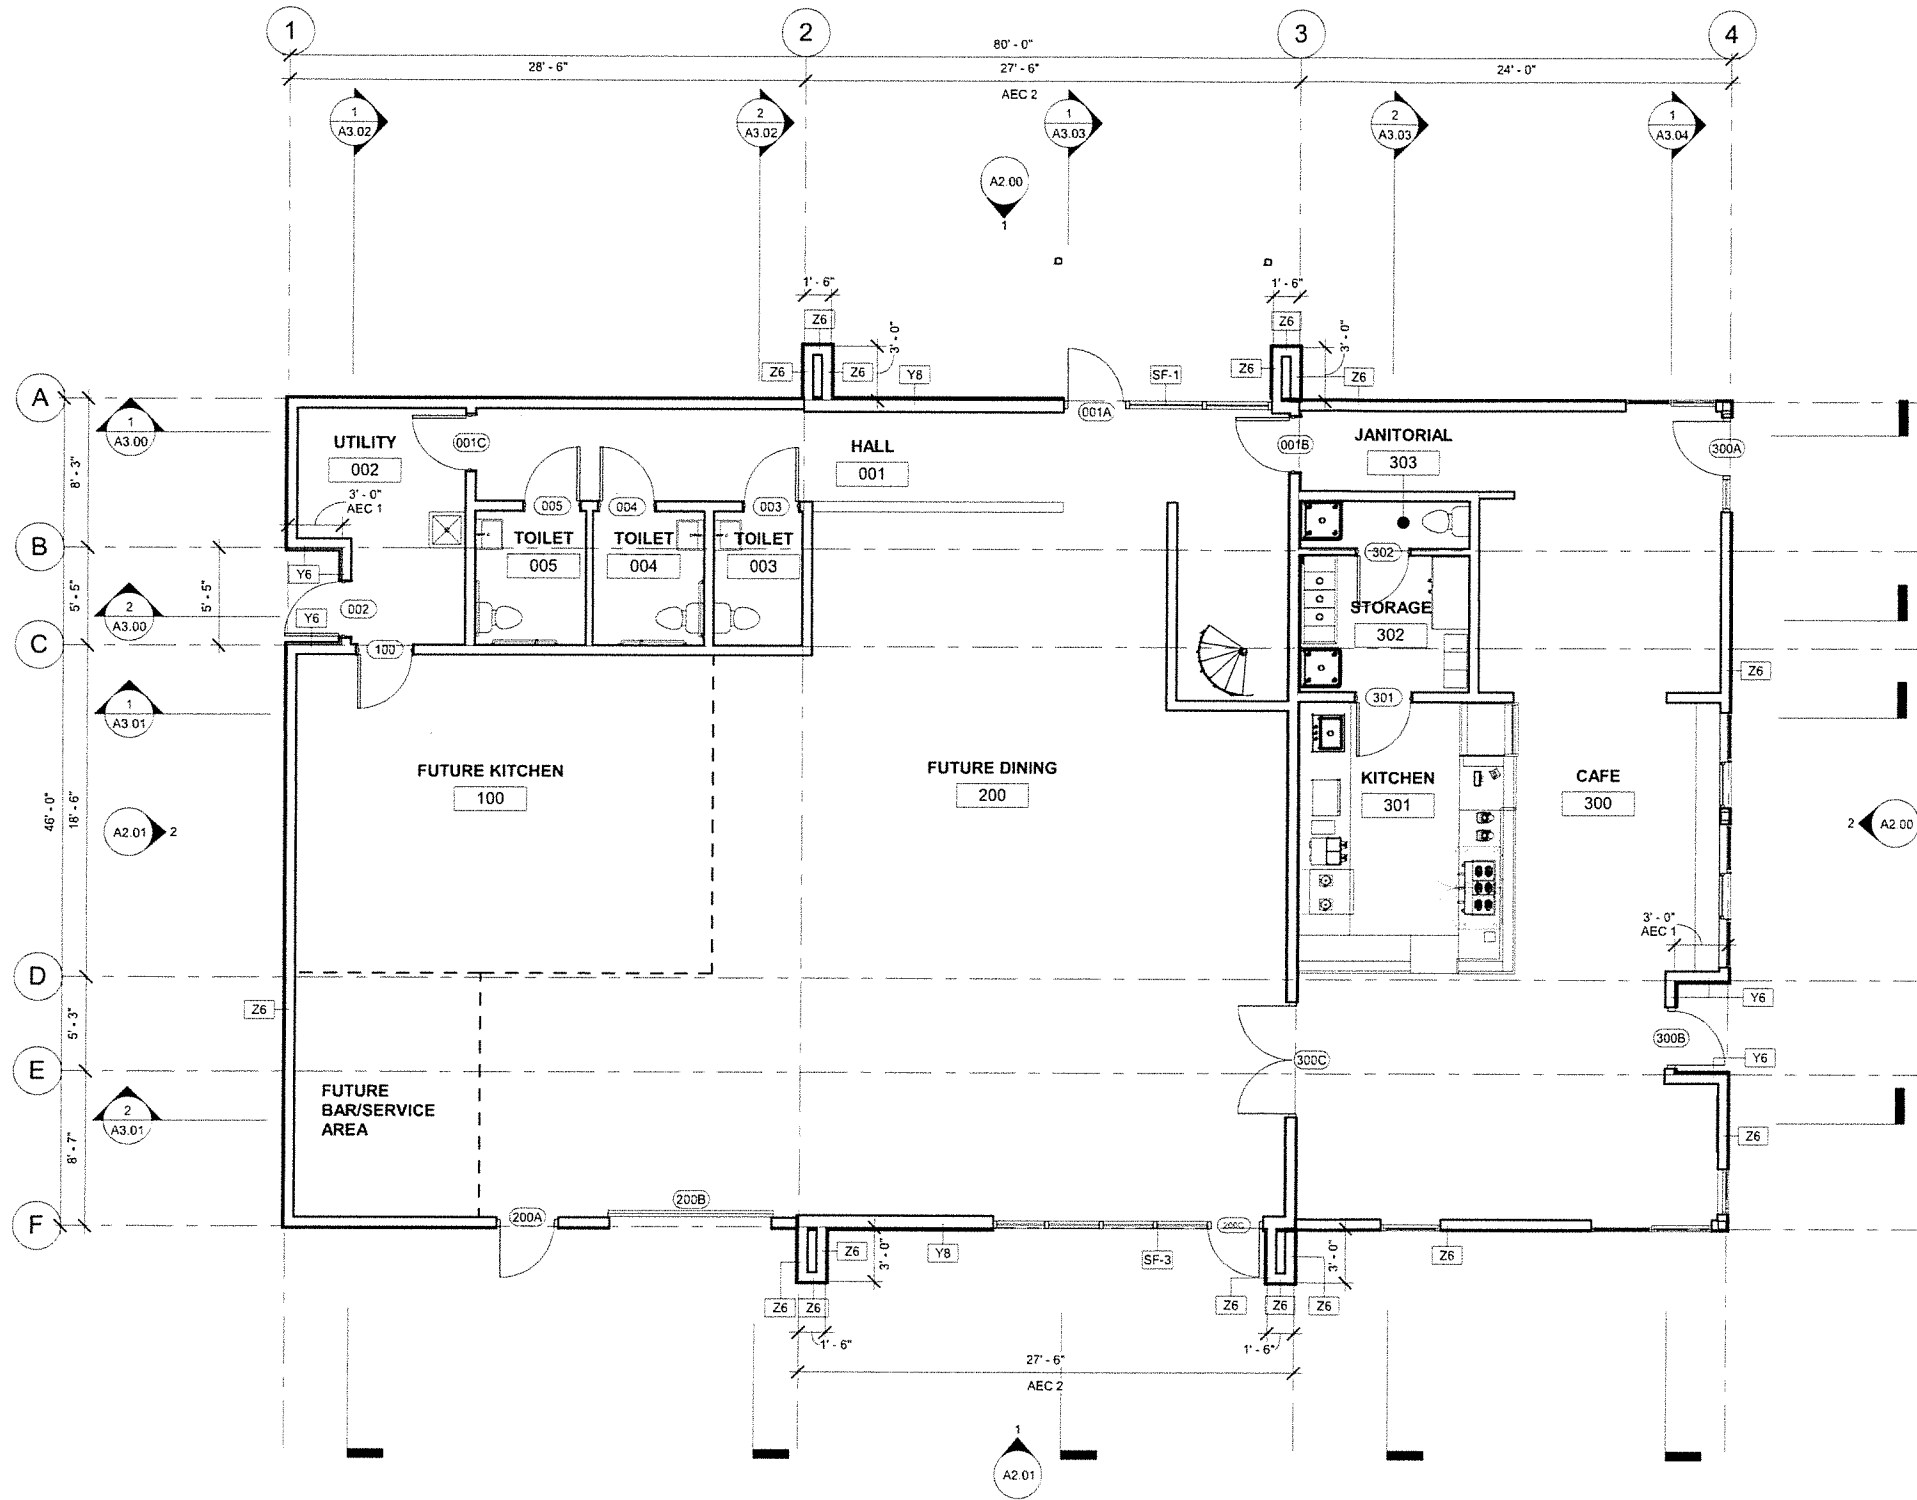 1 2 3 4
80' - 0"
28' - 6" 27' - 6" 24' - 0"
AEC 2
1 2 1 2 1
A3.02 A3.02 A3.03 A3.03 A3.04
A2.00
1
1' - 6" 1' - 6"
Z6 Z6
3' - 0" 3' - 0"
Z6 Z6 Y8 SF-1 Z6 Z6
A
001A
1
A3.00
UTILITY 001C HALL 001B JANITORIAL 300A
002 001 303
8' - 3"
3' - 0"
AEC 1
005 004 003
B
TOILET TOILET TOILET
005 004 003
302
Y6
5' - 5" 5' - 5"
2
A3.00
002
Y6
STORAGE
302
C
100
Z6
1
A3.01
301
FUTURE KITCHEN FUTURE DINING KITCHEN CAFE
100 200 301 300
46' - 0" 18' - 6"
A2.01 2
2 A2.00
3' - 0"
AEC 1
D
Z6
Y6
5' - 3"
300B
300C
Y6
E
FUTURE
BAR/SERVICE
AREA
2
A3.01
8' - 7"
Z6
200B
F
200A 200C
Z6 3' - 0" Y8 SF-3 3' - 0" Z6
Z6 Z6 Z6 Z6 Z6
1' - 6" 1' - 6"
27' - 6"
AEC 2
1
A2.01